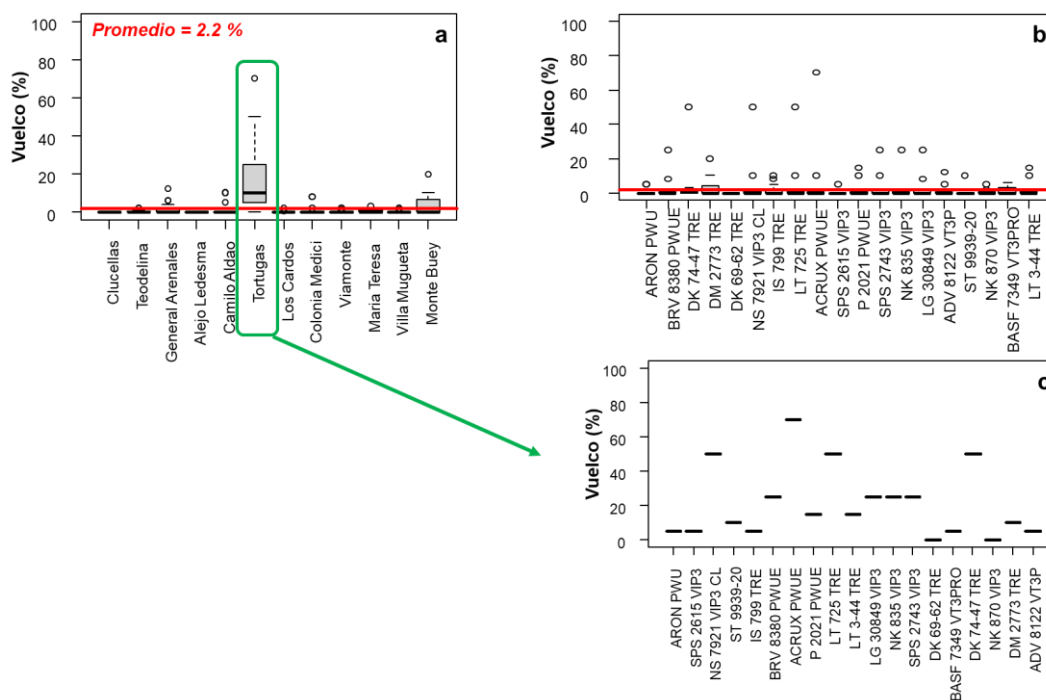 Promedio = 2.2 %
a
Vuelco (%)
100
80
60
40
20
0
Clucellas
Teodelina
General Arenales
Alejo Ledesma
Camilo Aldao
Tortugas
Los Cardos
Colonia Medici
Viamonte
Maria Teresa
Villa Mugueta
Monte Buey
b
Vuelco (%)
100
80
60
40
20
0
ARON PWU
BRV 8380 PWUE
DK 74-47 TRE
DM 2773 TRE
DK 69-62 TRE
NS 7921 VIP3 CL
IS 799 TRE
LT 725 TRE
ACRUX PWUE
SPS 2615 VIP3
P 2021 PWUE
SPS 2743 VIP3
NK 835 VIP3
LG 30849 VIP3
ADV 8122 VT3P
ST 9939-20
NK 870 VIP3
BASF 7349 VT3PRO
LT 3-44 TRE
c
Vuelco (%)
100
80
60
40
20
0
ARON PWU
SPS 2615 VIP3
NS 7921 VIP3 CL
ST 9939-20
IS 799 TRE
BRV 8380 PWUE
ACRUX PWUE
P 2021 PWUE
LT 725 TRE
LT 3-44 TRE
LG 30849 VIP3
NK 835 VIP3
SPS 2743 VIP3
DK 69-62 TRE
BASF 7349 VT3PRO
DK 74-47 TRE
NK 870 VIP3
DM 2773 TRE
ADV 8122 VT3P